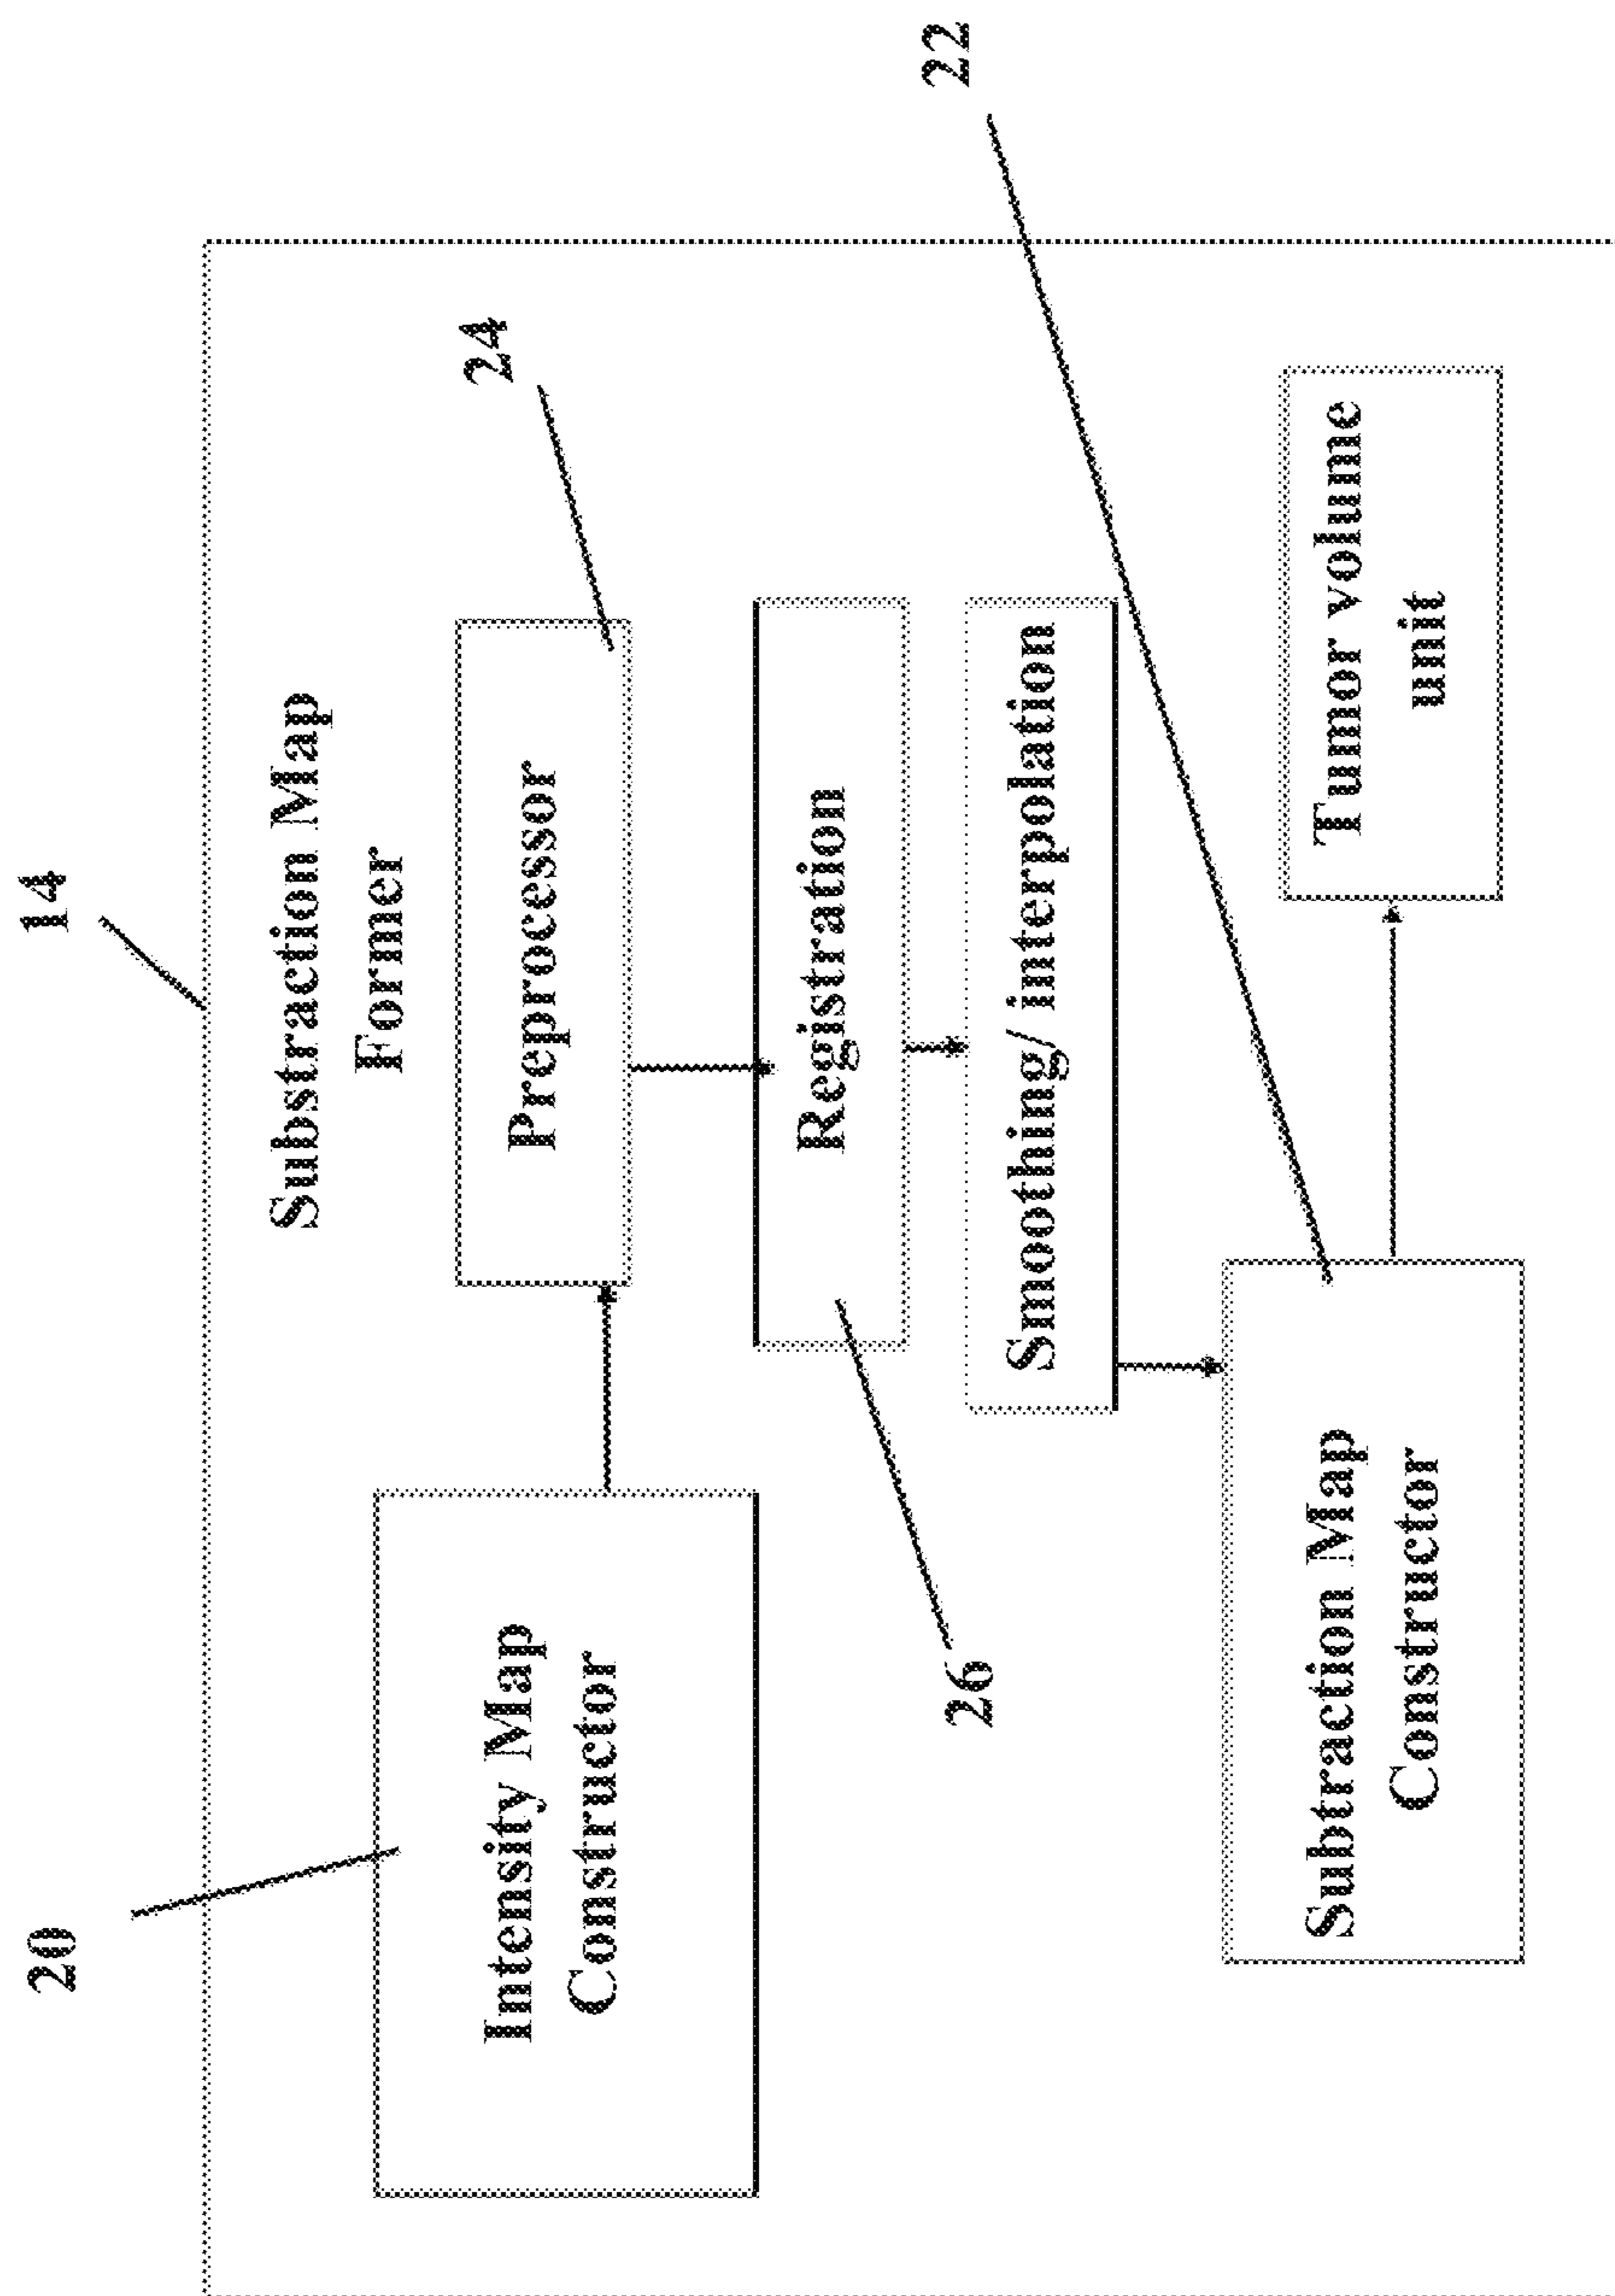 14
20
Substraction Map
Former
24
Intensity Map
Constructor
Preprocessor
Registration
26
22
Smoothing/ interpolation
Subtraction Map
Constructor
Tumor volume
unit